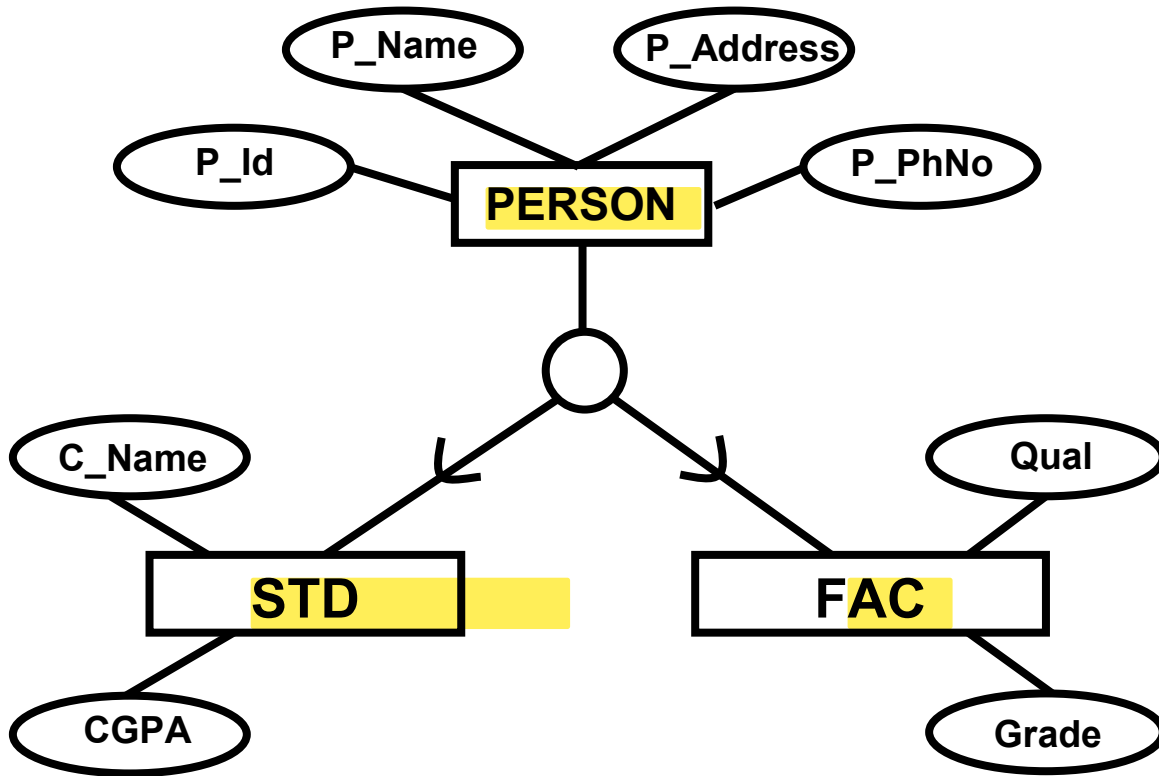 P_Name
P_Address
P_Id
P_PhNo
PERSON
C_Name
Qual
STD
FAC
CGPA
Grade